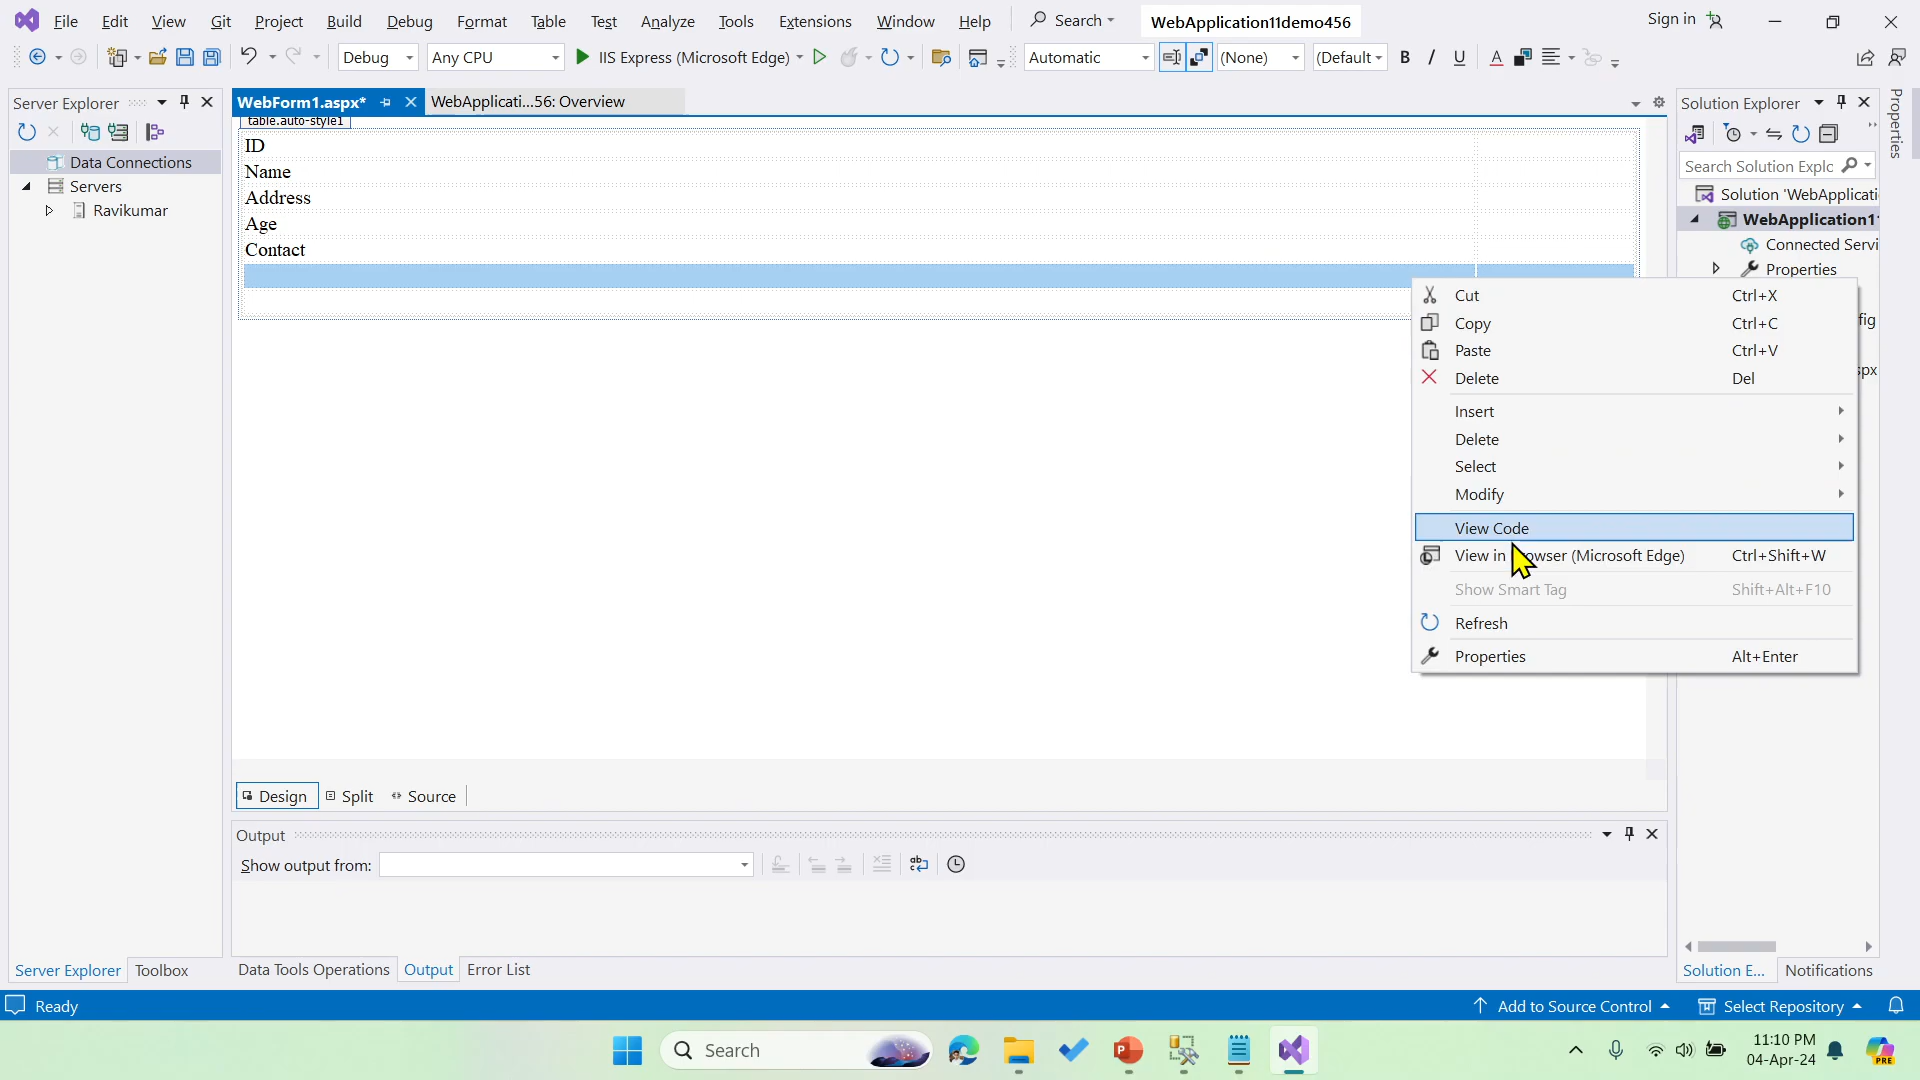 File Edit View Git Project Build Debug Format Table Test Analyze Tools Extensions Window Help Search WebApplication11demo456 Sign in
Debug Any CPU IIS Express (Microsoft Edge) Automatic (None) (Default B I U A
Server Explorer
WebForm1.aspx* WebApplicati...56: Overview
Solution Explorer
Properties
table.auto-style1
Data Connections
Servers
Ravikumar
ID
Name
Address
Age
Contact
Search Solution Explc
Solution 'WebApplicati
WebApplication1
Connected Servi
Properties
fig
spx
Cut Ctrl+X
Copy Ctrl+C
Paste Ctrl+V
Delete Del
Insert
Delete
Select
Modify
View Code
View in Browser (Microsoft Edge) Ctrl+Shift+W
Show Smart Tag Shift+Alt+F10
Refresh
Properties Alt+Enter
Design Split Source
Output
Show output from:
Server Explorer Toolbox
Data Tools Operations Output Error List
Solution E... Notifications
Ready
Add to Source Control Select Repository
Search
11:10 PM
04-Apr-24
PRE